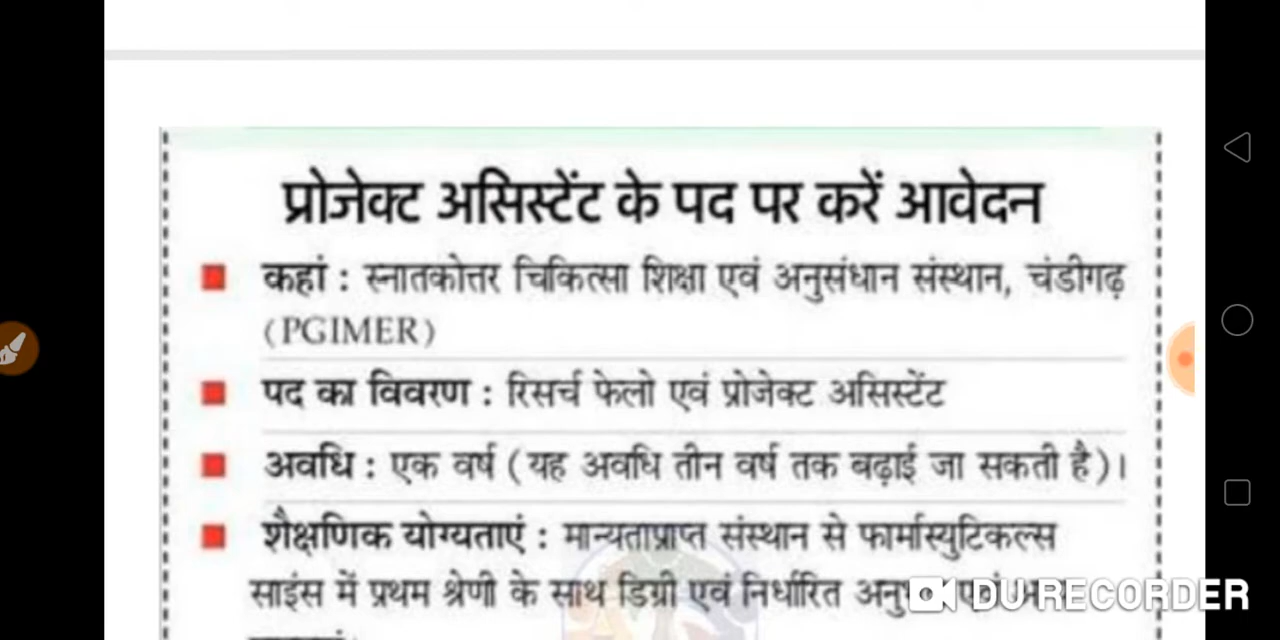 प्रोजेक्ट असिस्टेंट के पद पर करें आवेदन
कहां : स्नातकोत्तर चिकित्सा शिक्षा एवं अनुसंधान संस्थान, चंडीगढ़
(PGIMER)
पद का विवरण : रिसर्च फेलो एवं प्रोजेक्ट असिस्टेंट
अवधि : एक वर्ष (यह अवधि तीन वर्ष तक बढ़ाई जा सकती है)।
शैक्षणिक योग्यताएं : मान्यताप्राप्त संस्थान से फार्मास्युटिकल्स
साइंस में प्रथम श्रेणी के साथ डिग्री एवं निर्धारित
DU RECORDER